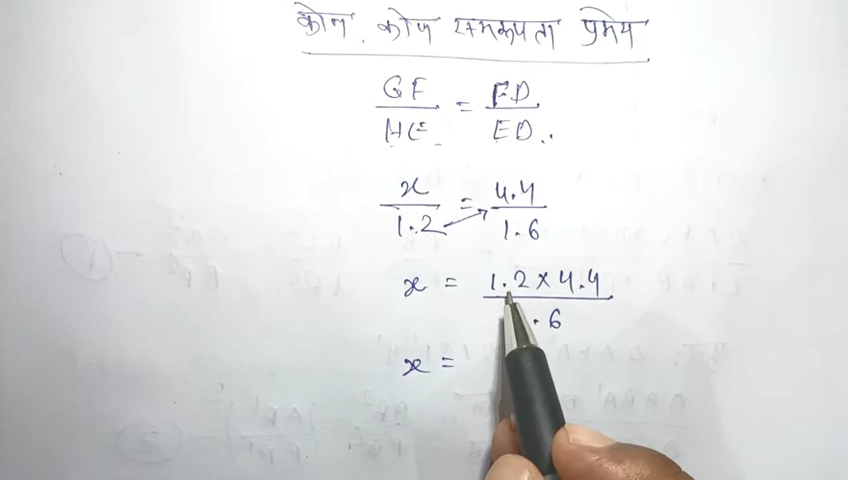 कोण कोण समरूपता प्रमेय
GF/HE = FD/ED
x/1.2 = 4.4/1.6
x = 1.2 × 4.4/.6
x =